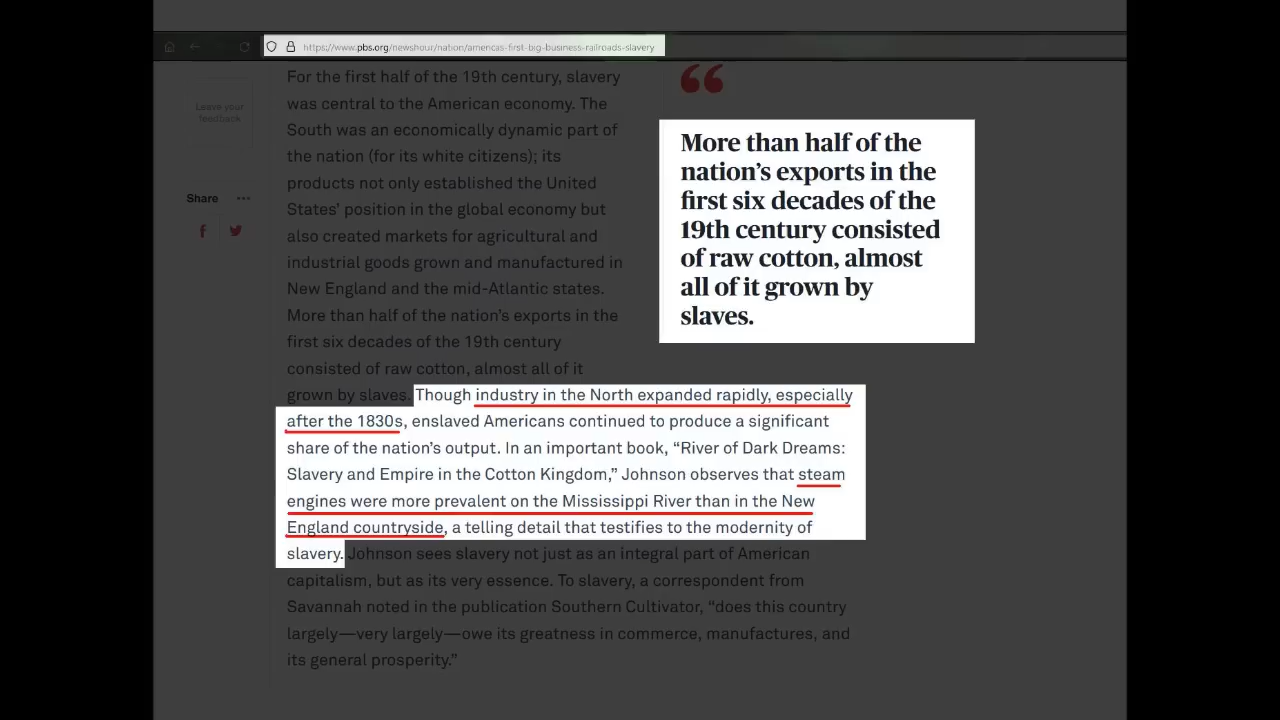 https://www.pbs.org/newshour/nation/americas-first-big-business-railroads-slavery
Leave your
feedback
Share
For the first half of the 19th century, slavery
was central to the American economy. The
South was an economically dynamic part of
the nation (for its white citizens); its
products not only established the United
States’ position in the global economy but
also created markets for agricultural and
industrial goods grown and manufactured in
New England and the mid-Atlantic states.
More than half of the nation’s exports in the
first six decades of the 19th century
consisted of raw cotton, almost all of it
grown by slaves. Though industry in the North expanded rapidly, especially
after the 1830s, enslaved Americans continued to produce a significant
share of the nation’s output. In an important book, “River of Dark Dreams:
Slavery and Empire in the Cotton Kingdom,” Johnson observes that steam
engines were more prevalent on the Mississippi River than in the New
England countryside, a telling detail that testifies to the modernity of
slavery. Johnson sees slavery not just as an integral part of American
capitalism, but as its very essence. To slavery, a correspondent from
Savannah noted in the publication Southern Cultivator, “does this country
largely—very largely—owe its greatness in commerce, manufactures, and
its general prosperity.”
“
More than half of the
nation’s exports in the
first six decades of the
19th century consisted
of raw cotton, almost
all of it grown by
slaves.